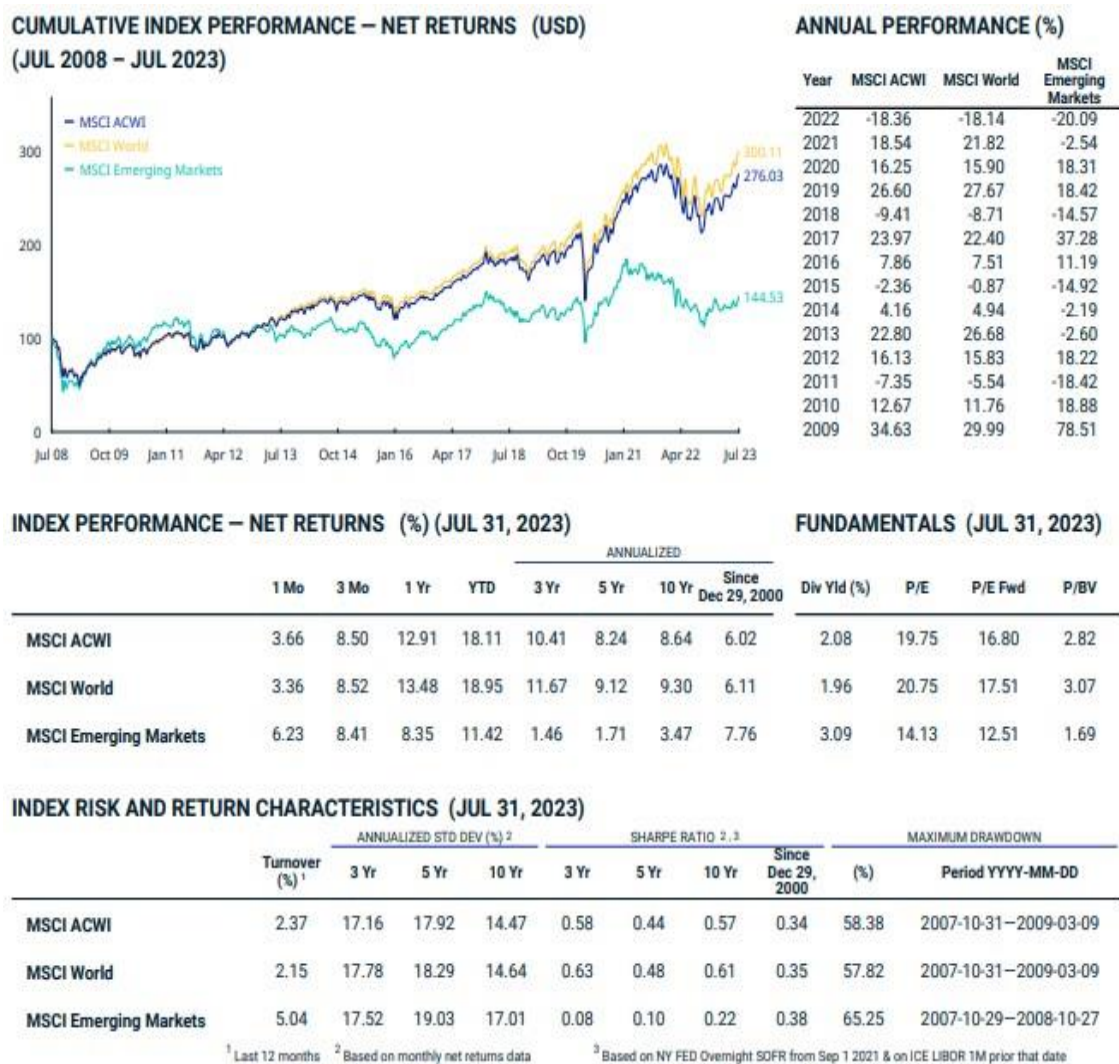 CUMULATIVE INDEX PERFORMANCE — NET RETURNS (USD)
(JUL 2008 – JUL 2023)
MSCI ACWI
MSCI World
MSCI Emerging Markets
300
200
100
0
300.11
276.03
144.53
Jul 08 Oct 09 Jan 11 Apr 12 Jul 13 Oct 14 Jan 16 Apr 17 Jul 18 Oct 19 Jan 21 Apr 22 Jul 23
ANNUAL PERFORMANCE (%)
Year MSCI ACWI MSCI World MSCI Emerging Markets
2022 -18.36 -18.14 -20.09
2021 18.54 21.82 -2.54
2020 16.25 15.90 18.31
2019 26.60 27.67 18.42
2018 -9.41 -8.71 -14.57
2017 23.97 22.40 37.28
2016 7.86 7.51 11.19
2015 -2.36 -0.87 -14.92
2014 4.16 4.94 -2.19
2013 22.80 26.68 -2.60
2012 16.13 15.83 18.22
2011 -7.35 -5.54 -18.42
2010 12.67 11.76 18.88
2009 34.63 29.99 78.51
INDEX PERFORMANCE — NET RETURNS (%) (JUL 31, 2023)
ANNUALIZED
1 Mo 3 Mo 1 Yr YTD 3 Yr 5 Yr 10 Yr Since Dec 29, 2000
MSCI ACWI 3.66 8.50 12.91 18.11 10.41 8.24 8.64 6.02
MSCI World 3.36 8.52 13.48 18.95 11.67 9.12 9.30 6.11
MSCI Emerging Markets 6.23 8.41 8.35 11.42 1.46 1.71 3.47 7.76
FUNDAMENTALS (JUL 31, 2023)
Div Yld (%) P/E P/E Fwd P/BV
2.08 19.75 16.80 2.82
1.96 20.75 17.51 3.07
3.09 14.13 12.51 1.69
INDEX RISK AND RETURN CHARACTERISTICS (JUL 31, 2023)
ANNUALIZED STD DEV (%) 2 SHARPE RATIO 2 , 3 MAXIMUM DRAWDOWN
Turnover (%) 1 3 Yr 5 Yr 10 Yr 3 Yr 5 Yr 10 Yr Since Dec 29, 2000 (%) Period YYYY-MM-DD
MSCI ACWI 2.37 17.16 17.92 14.47 0.58 0.44 0.57 0.34 58.38 2007-10-31—2009-03-09
MSCI World 2.15 17.78 18.29 14.64 0.63 0.48 0.61 0.35 57.82 2007-10-31—2009-03-09
MSCI Emerging Markets 5.04 17.52 19.03 17.01 0.08 0.10 0.22 0.38 65.25 2007-10-29—2008-10-27
1 Last 12 months 2 Based on monthly net returns data 3 Based on NY FED Overnight SOFR from Sep 1 2021 & on ICE LIBOR 1M prior that date